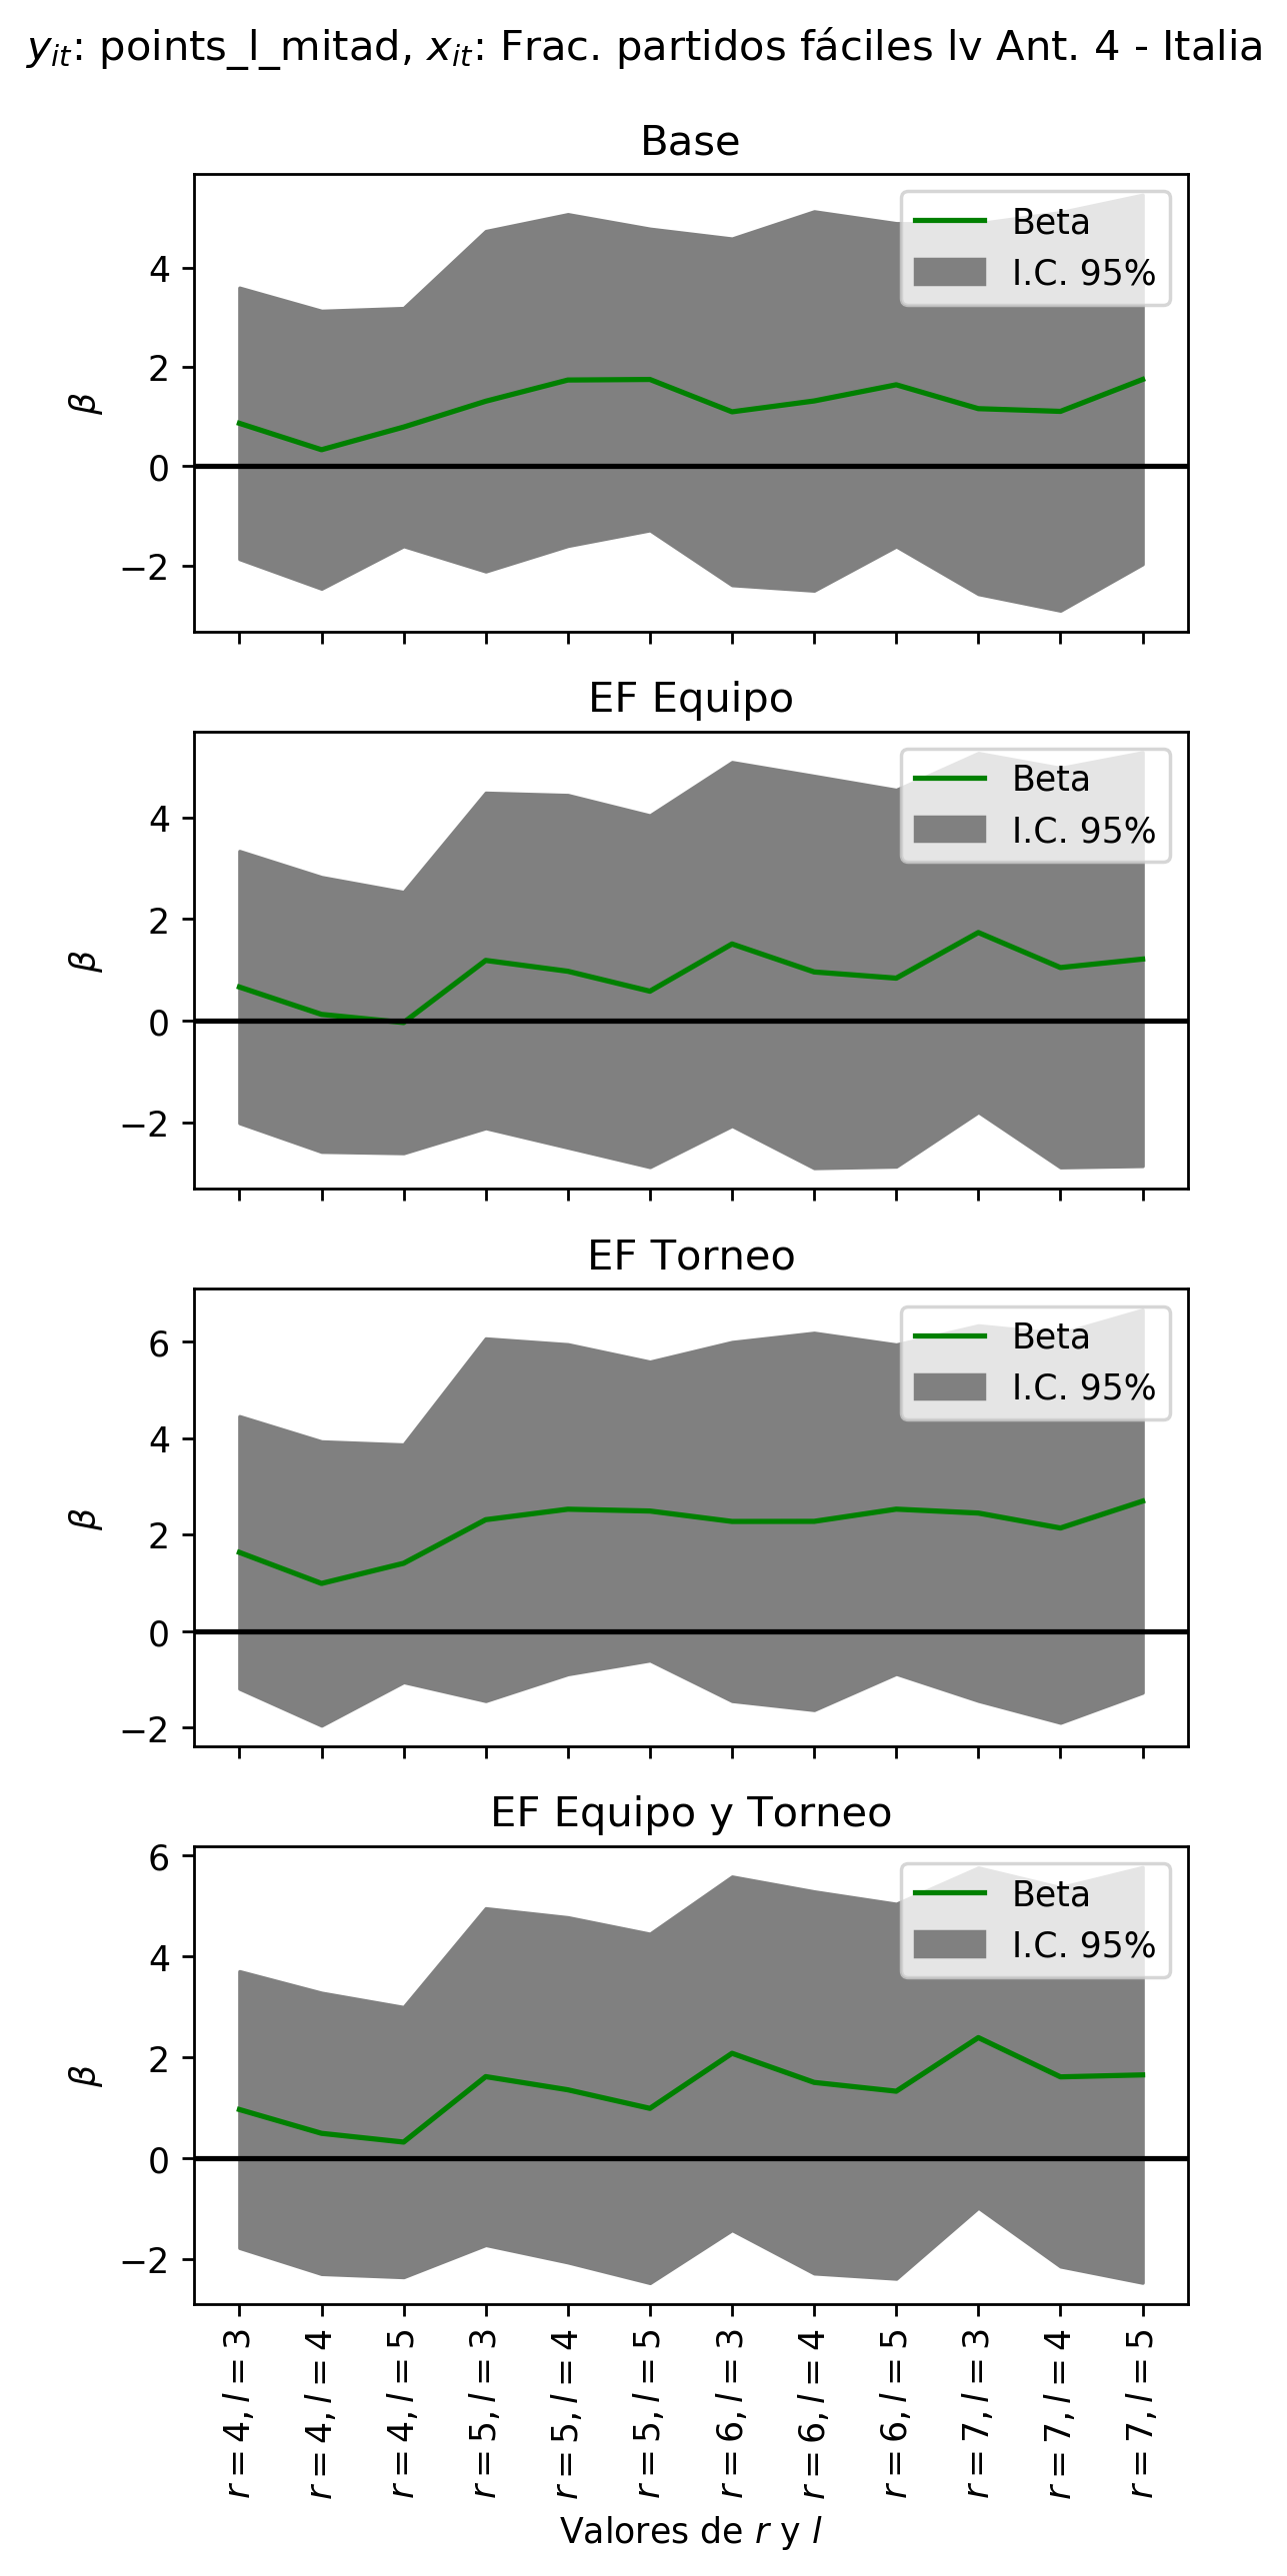 y_it: points_l_mitad, x_it: Frac. partidos fáciles lv Ant. 4 - Italia
Base
Beta
I.C. 95%
4
2
0
−2
β
EF Equipo
Beta
I.C. 95%
4
2
0
−2
β
EF Torneo
Beta
I.C. 95%
6
4
2
0
−2
β
EF Equipo y Torneo
Beta
I.C. 95%
6
4
2
0
−2
β
r = 4, l = 3
r = 4, l = 4
r = 4, l = 5
r = 5, l = 3
r = 5, l = 4
r = 5, l = 5
r = 6, l = 3
r = 6, l = 4
r = 6, l = 5
r = 7, l = 3
r = 7, l = 4
r = 7, l = 5
Valores de r y l